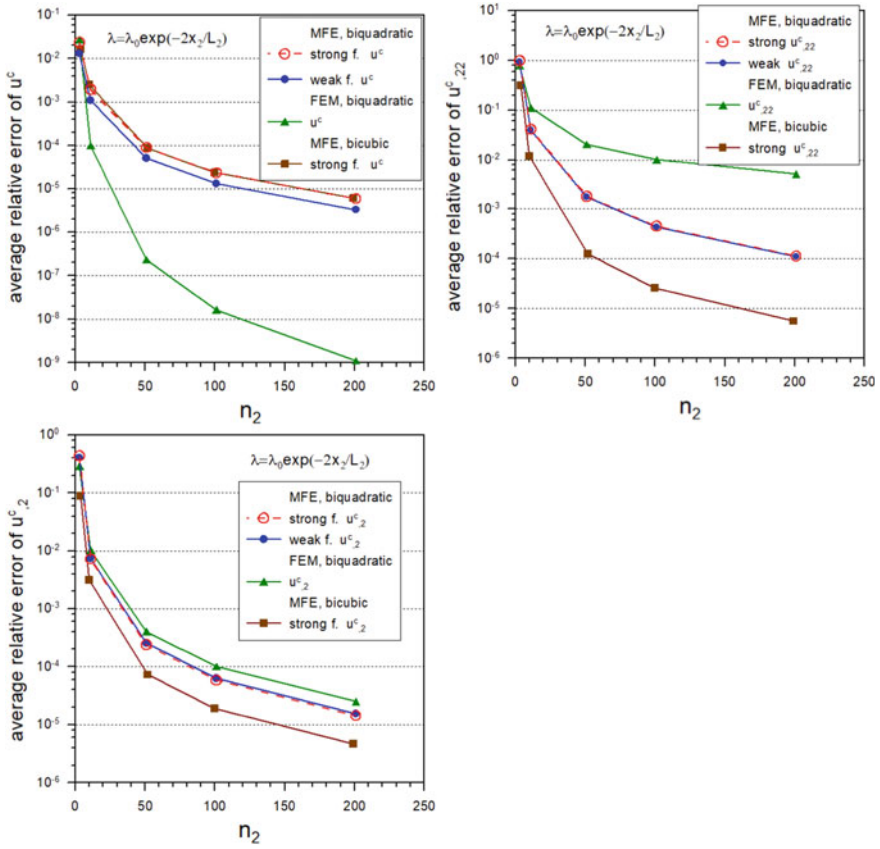 average relative error of uᶜ
10⁻¹
10⁻²
10⁻³
10⁻⁴
10⁻⁵
10⁻⁶
10⁻⁷
10⁻⁸
10⁻⁹
λ=λ₀exp(−2x₂/L₂)
MFE, biquadratic
strong f. uᶜ
weak f. uᶜ
FEM, biquadratic
uᶜ
MFE, bicubic
strong f. uᶜ
0 50 100 150 200 250
n₂
average relative error of uᶜ,₂₂
10¹
10⁰
10⁻¹
10⁻²
10⁻³
10⁻⁴
10⁻⁵
10⁻⁶
λ=λ₀exp(−2x₂/L₂)
MFE, biquadratic
strong uᶜ,₂₂
weak uᶜ,₂₂
FEM, biquadratic
uᶜ,₂₂
MFE, bicubic
strong uᶜ,₂₂
0 50 100 150 200 250
n₂
average relative error of uᶜ,₂
10⁰
10⁻¹
10⁻²
10⁻³
10⁻⁴
10⁻⁵
10⁻⁶
λ=λ₀exp(−2x₂/L₂)
MFE, biquadratic
strong f. uᶜ,₂
weak f. uᶜ,₂
FEM, biquadratic
uᶜ,₂
MFE, bicubic
strong f. uᶜ,₂
0 50 100 150 200 250
n₂